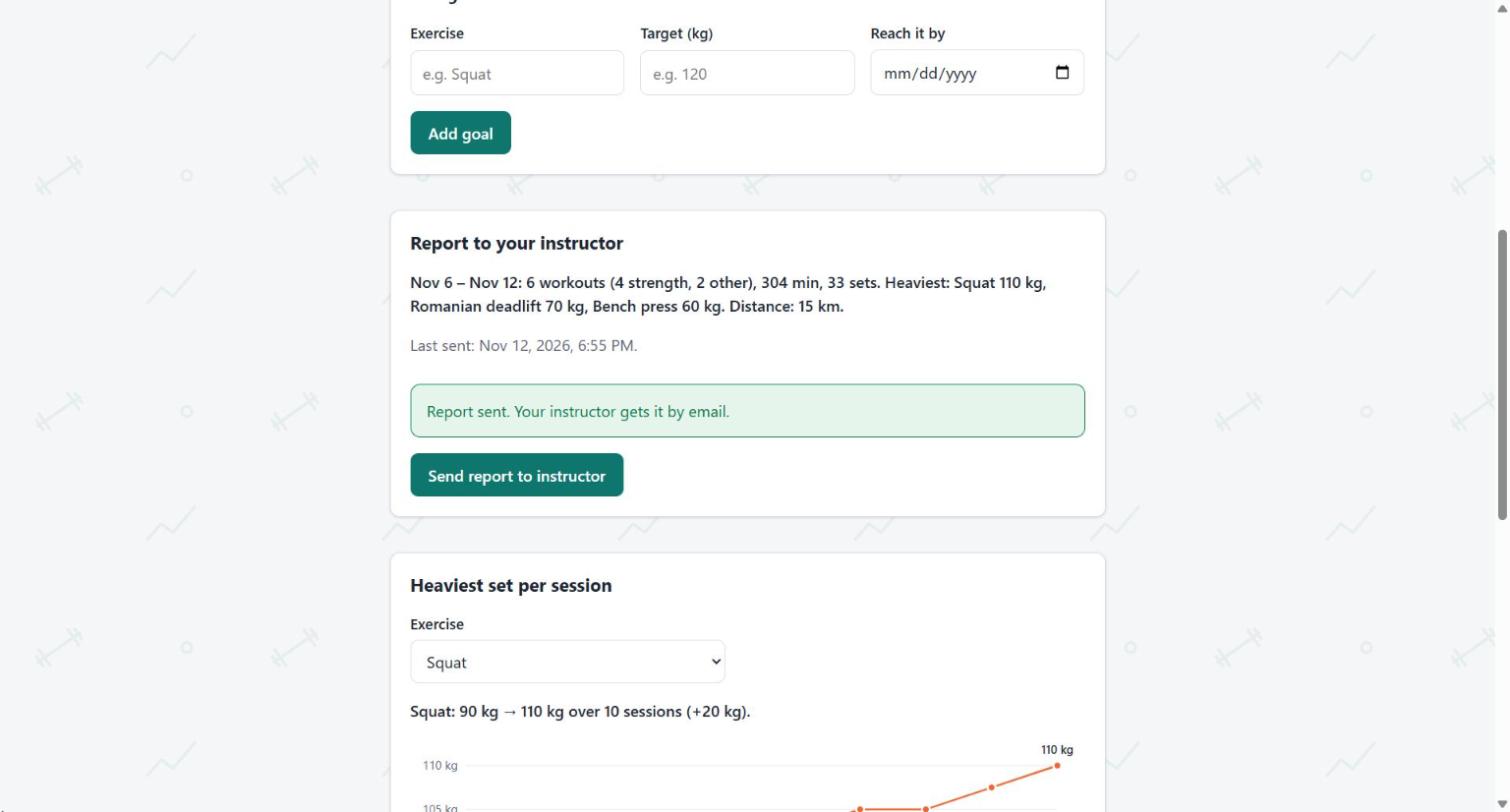 Exercise
Target (kg)
Reach it by
e.g. Squat
e.g. 120
mm/dd/yyyy
Add goal
Report to your instructor
Nov 6 – Nov 12: 6 workouts (4 strength, 2 other), 304 min, 33 sets. Heaviest: Squat 110 kg,
Romanian deadlift 70 kg, Bench press 60 kg. Distance: 15 km.
Last sent: Nov 12, 2026, 6:55 PM.
Report sent. Your instructor gets it by email.
Send report to instructor
Heaviest set per session
Exercise
Squat
Squat: 90 kg → 110 kg over 10 sessions (+20 kg).
110 kg
110 kg
105 kg